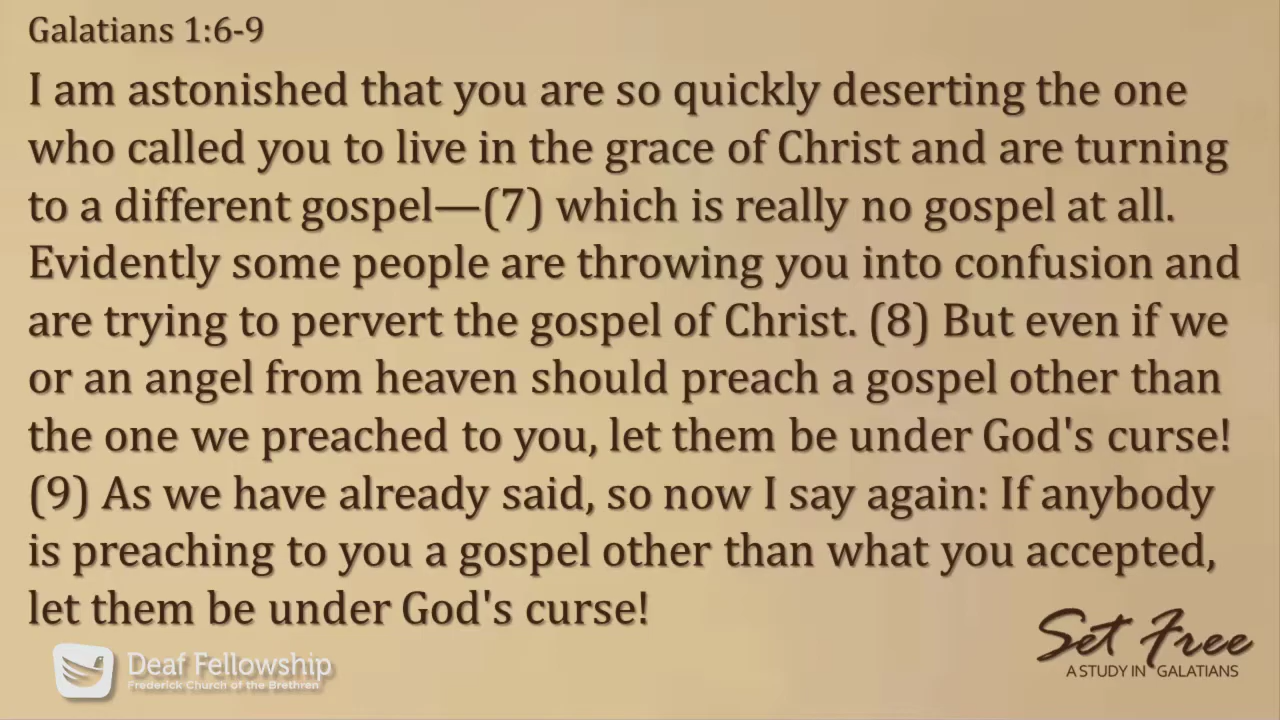 Galatians 1:6-9
I am astonished that you are so quickly deserting the one
who called you to live in the grace of Christ and are turning
to a different gospel—(7) which is really no gospel at all.
Evidently some people are throwing you into confusion and
are trying to pervert the gospel of Christ. (8) But even if we
or an angel from heaven should preach a gospel other than
the one we preached to you, let them be under God's curse!
(9) As we have already said, so now I say again: If anybody
is preaching to you a gospel other than what you accepted,
let them be under God's curse!
Set Free
A STUDY IN GALATIANS
Deaf Fellowship
Frederick Church of the Brethren